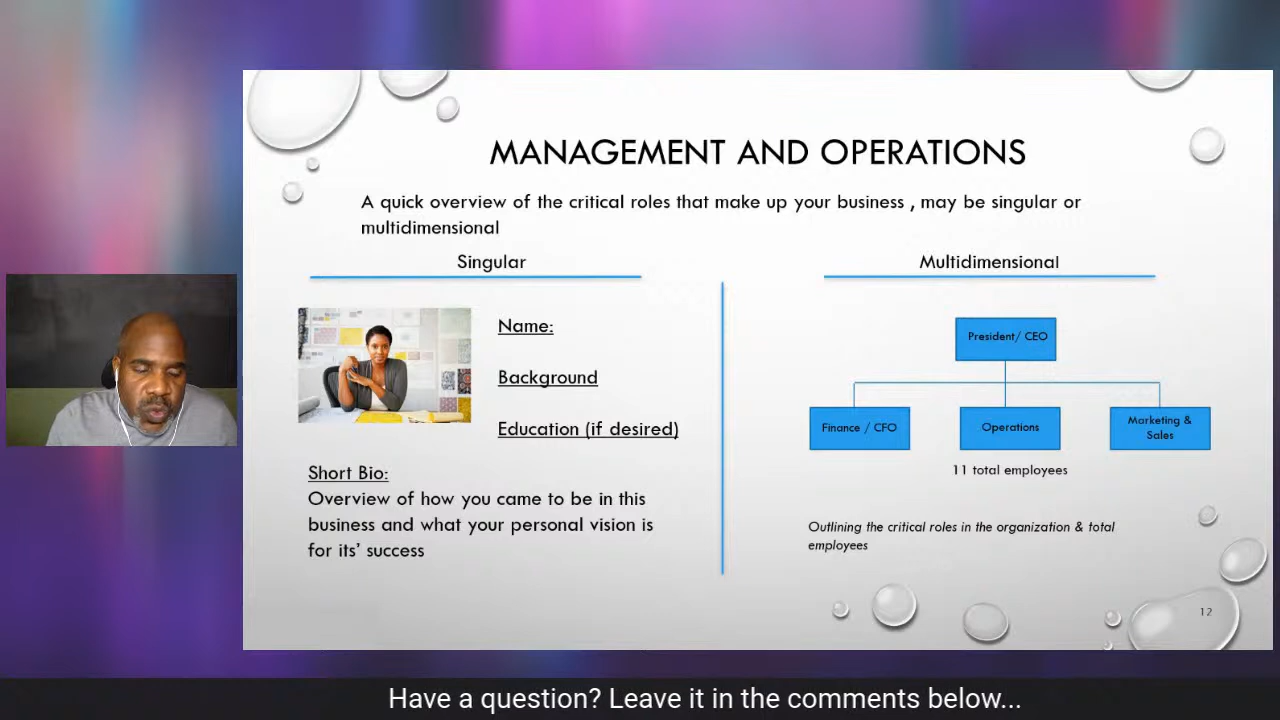 MANAGEMENT AND OPERATIONS
A quick overview of the critical roles that make up your business , may be singular or
multidimensional
Singular
Name:
Background
Education (if desired)
Short Bio:
Overview of how you came to be in this
business and what your personal vision is
for its' success
Multidimensional
President/ CEO
Finance / CFO
Operations
Marketing &
Sales
11 total employees
Outlining the critical roles in the organization & total
employees
12
Have a question? Leave it in the comments below...